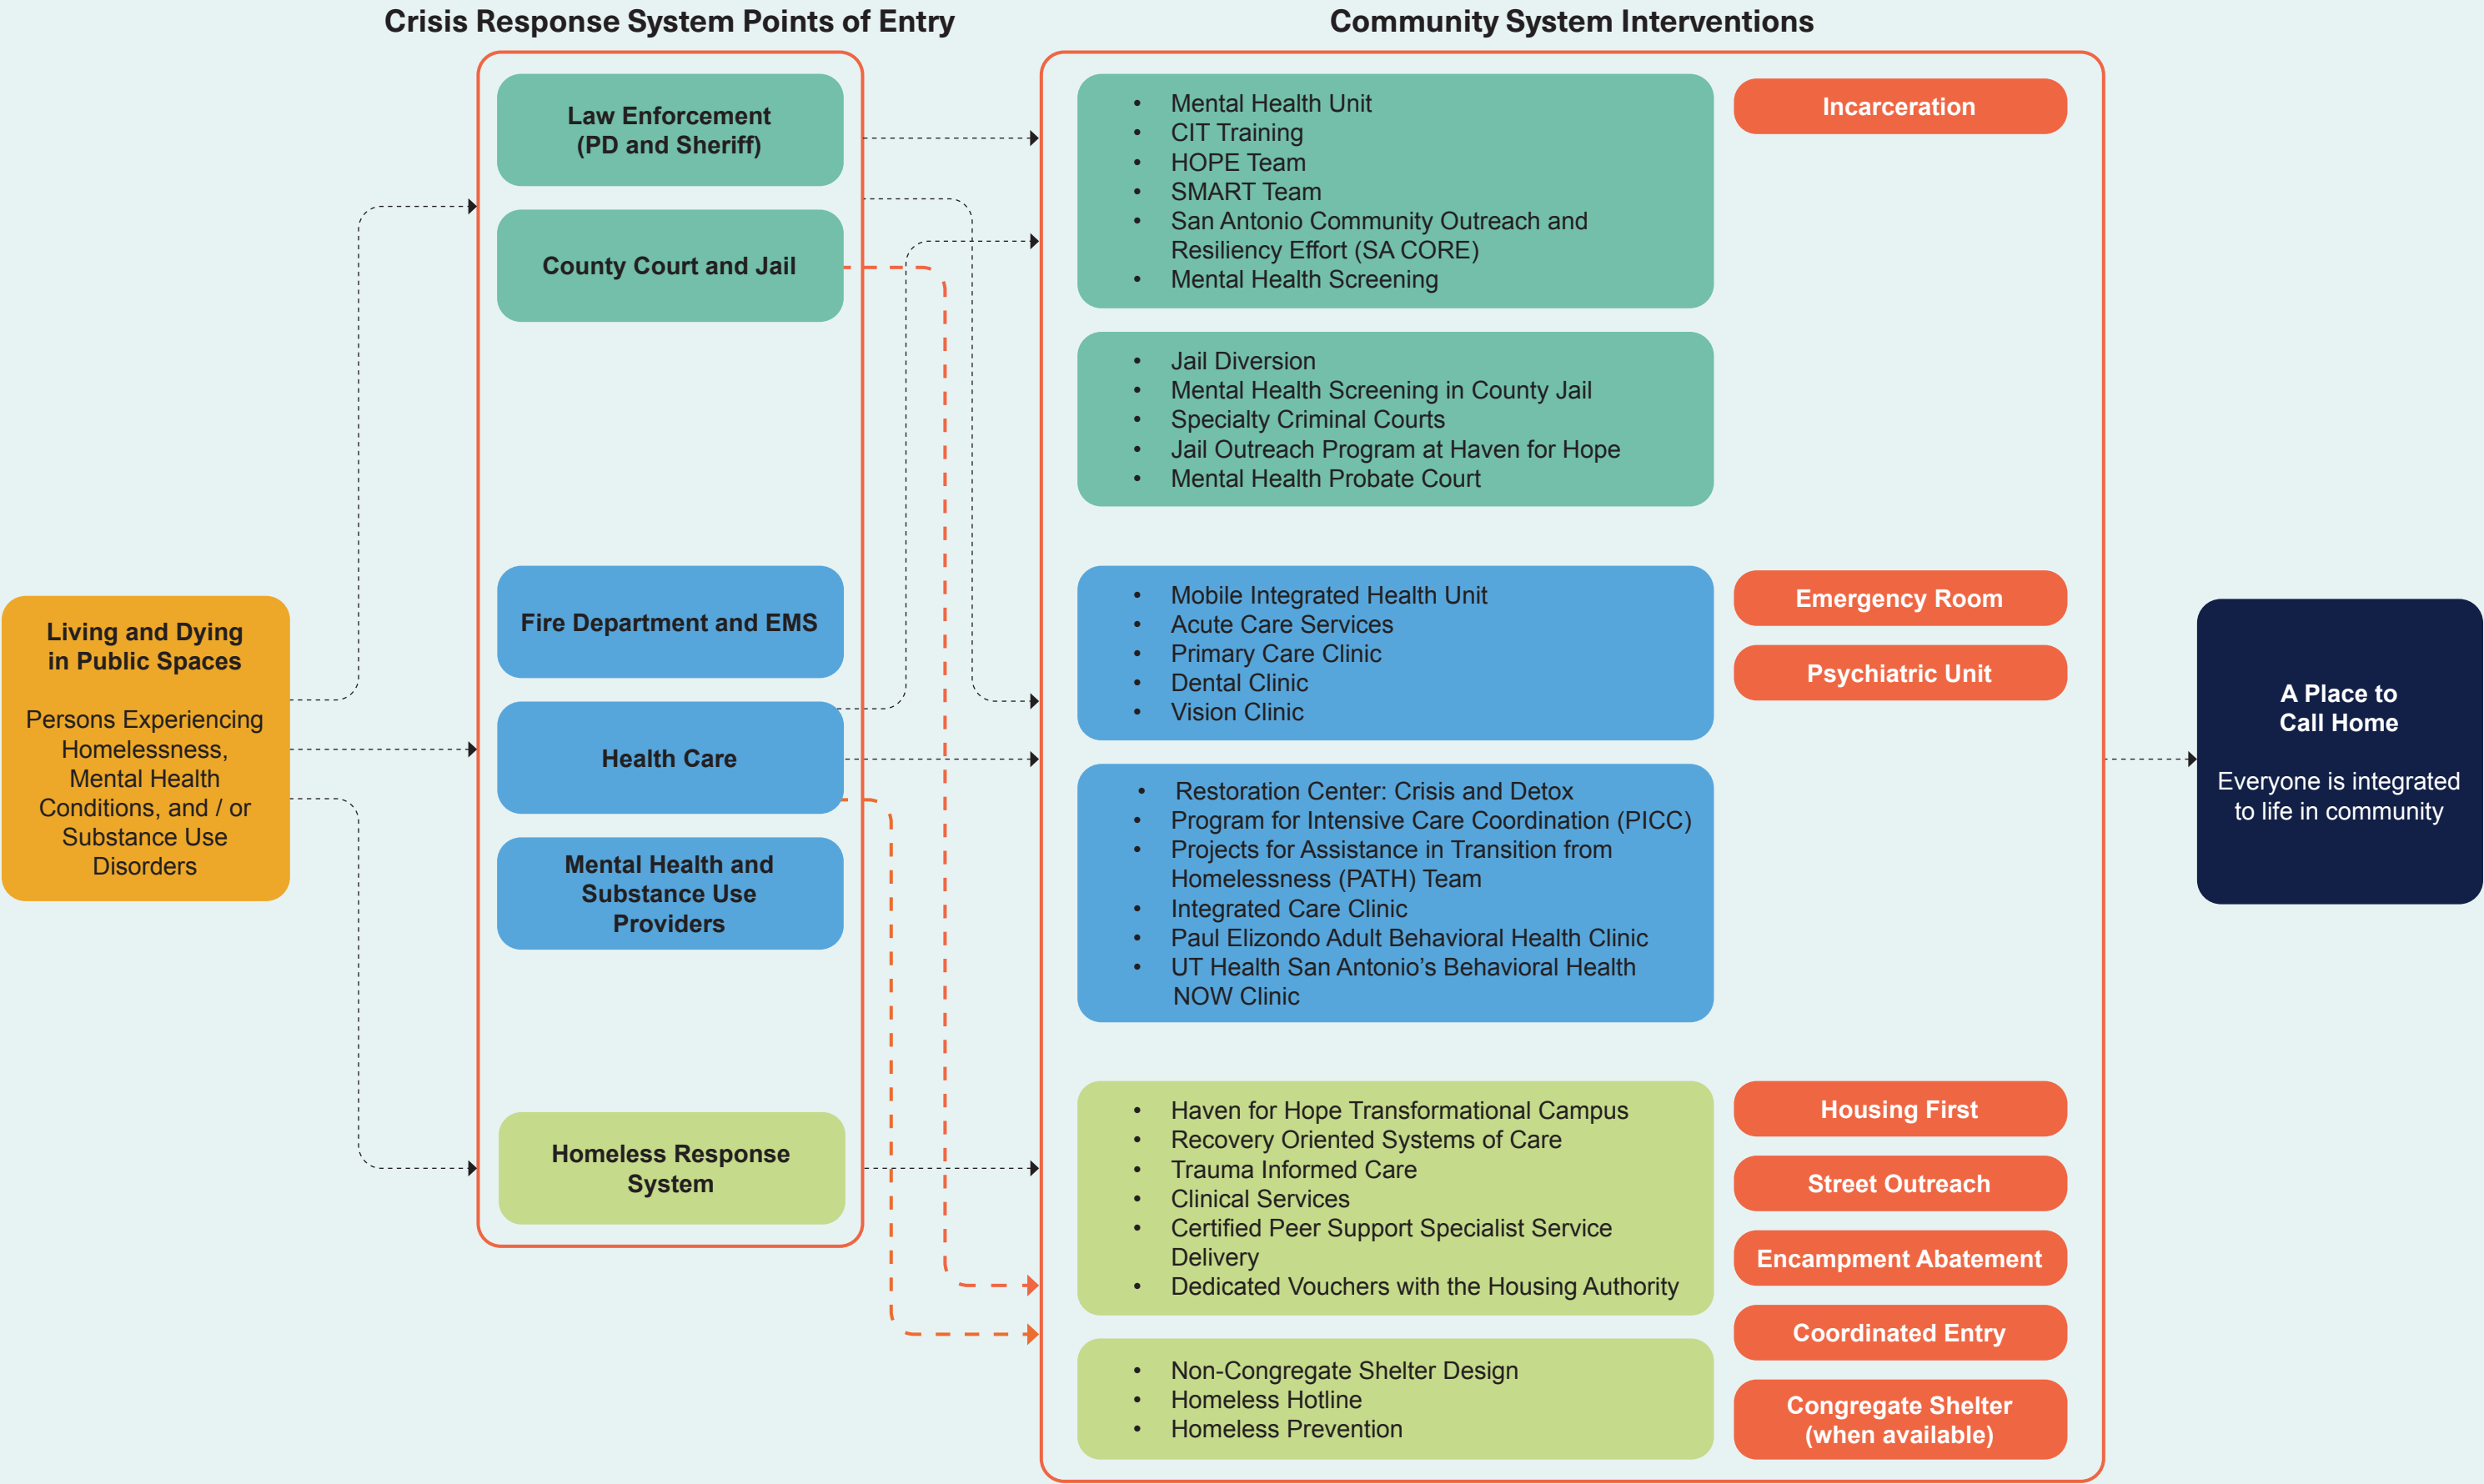 Crisis Response System Points of Entry
Community System Interventions
Living and Dying
in Public Spaces
Persons Experiencing
Homelessness,
Mental Health
Conditions, and / or
Substance Use
Disorders
Law Enforcement
(PD and Sheriff)
County Court and Jail
Fire Department and EMS
Health Care
Mental Health and
Substance Use
Providers
Homeless Response
System
• Mental Health Unit
• CIT Training
• HOPE Team
• SMART Team
• San Antonio Community Outreach and
Resiliency Effort (SA CORE)
• Mental Health Screening
• Jail Diversion
• Mental Health Screening in County Jail
• Specialty Criminal Courts
• Jail Outreach Program at Haven for Hope
• Mental Health Probate Court
• Mobile Integrated Health Unit
• Acute Care Services
• Primary Care Clinic
• Dental Clinic
• Vision Clinic
• Restoration Center: Crisis and Detox
• Program for Intensive Care Coordination (PICC)
• Projects for Assistance in Transition from
Homelessness (PATH) Team
• Integrated Care Clinic
• Paul Elizondo Adult Behavioral Health Clinic
• UT Health San Antonio’s Behavioral Health
NOW Clinic
• Haven for Hope Transformational Campus
• Recovery Oriented Systems of Care
• Trauma Informed Care
• Clinical Services
• Certified Peer Support Specialist Service
Delivery
• Dedicated Vouchers with the Housing Authority
• Non-Congregate Shelter Design
• Homeless Hotline
• Homeless Prevention
Incarceration
Emergency Room
Psychiatric Unit
Housing First
Street Outreach
Encampment Abatement
Coordinated Entry
Congregate Shelter
(when available)
A Place to
Call Home
Everyone is integrated
to life in community